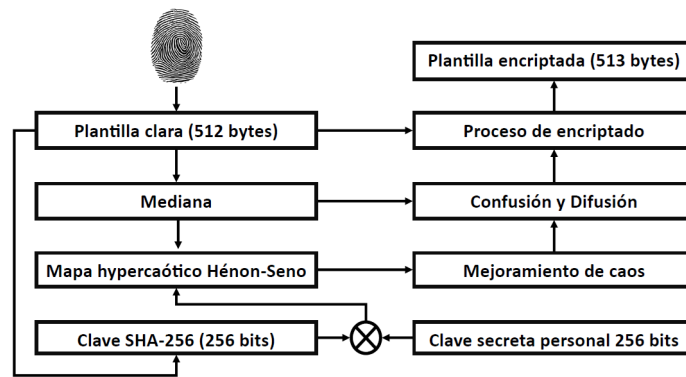 Plantilla encriptada (513 bytes)
Plantilla clara (512 bytes)
Proceso de encriptado
Mediana
Confusión y Difusión
Mapa hypercaótico Hénon-Seno
Mejoramiento de caos
Clave SHA-256 (256 bits)
Clave secreta personal 256 bits